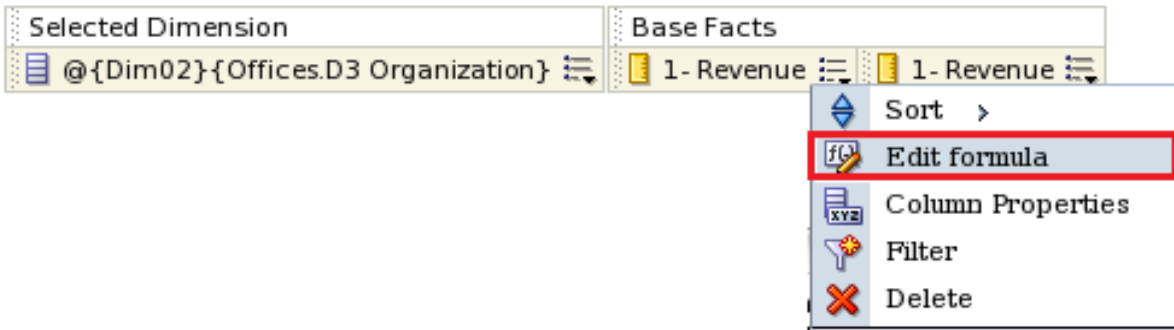 Selected Dimension Base Facts
@{Dim02}{Offices.D3 Organization} 1- Revenue 1- Revenue
Sort >
f(..) Edit formula
XYZ Column Properties
Filter
Delete